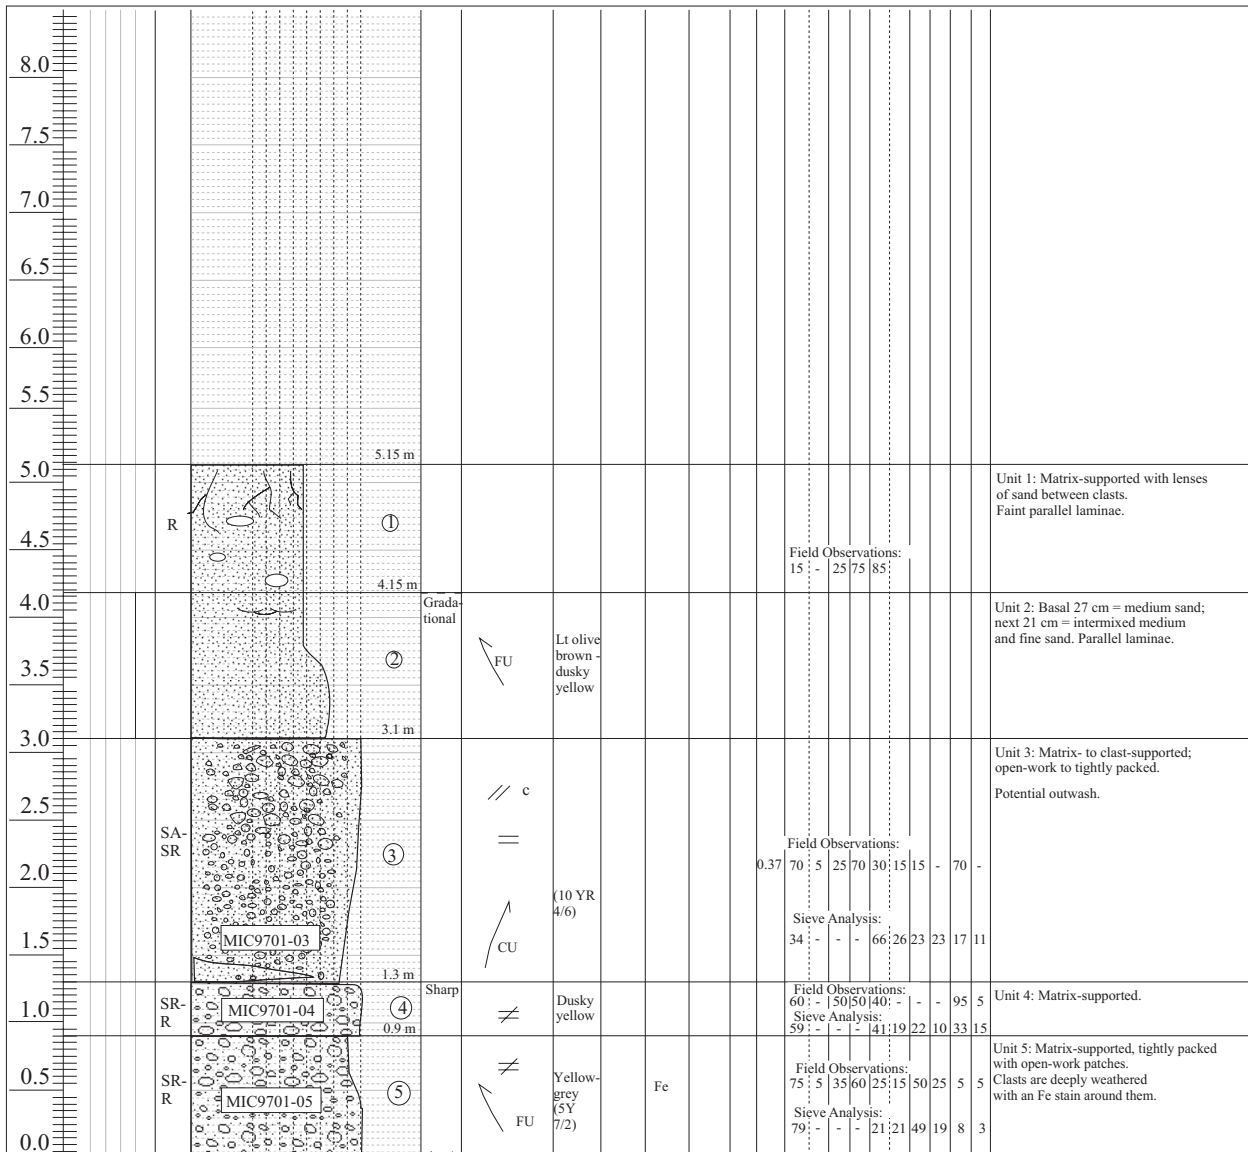 8.0
7.5
7.0
6.5
6.0
5.5
5.15 m
5.0
Unit 1: Matrix-supported with lenses
of sand between clasts.
Faint parallel laminae.
R
①
4.5
Field Observations:
15 - 25 75 85
4.15 m
4.0
Grada-
tional
Unit 2: Basal 27 cm = medium sand;
next 21 cm = intermixed medium
and fine sand. Parallel laminae.
②
FU
Lt olive
brown -
dusky
yellow
3.5
3.1 m
3.0
Unit 3: Matrix- to clast-supported;
open-work to tightly packed.
Potential outwash.
c
2.5
SA-
SR
③
Field Observations:
0.37 70 5 25 70 30 15 15 - 70 -
2.0
(10 YR
4/6)
Sieve Analysis:
34 - - - 66 26 23 23 17 11
MIC9701-03
CU
1.5
1.3 m
Sharp
SR-
R
MIC9701-04
④
Dusky
yellow
Field Observations:
60 - 50 50 40 - - - 95 5
Sieve Analysis:
59 - - - 41 19 22 10 33 15
Unit 4: Matrix-supported.
1.0
0.9 m
Unit 5: Matrix-supported, tightly packed
with open-work patches.
Clasts are deeply weathered
with an Fe stain around them.
SR-
R
MIC9701-05
⑤
FU
Yellow-
grey
(5Y
7/2)
Fe
Field Observations:
75 5 35 60 25 15 50 25 5 5
Sieve Analysis:
79 - - - 21 21 49 19 8 3
0.5
0.0